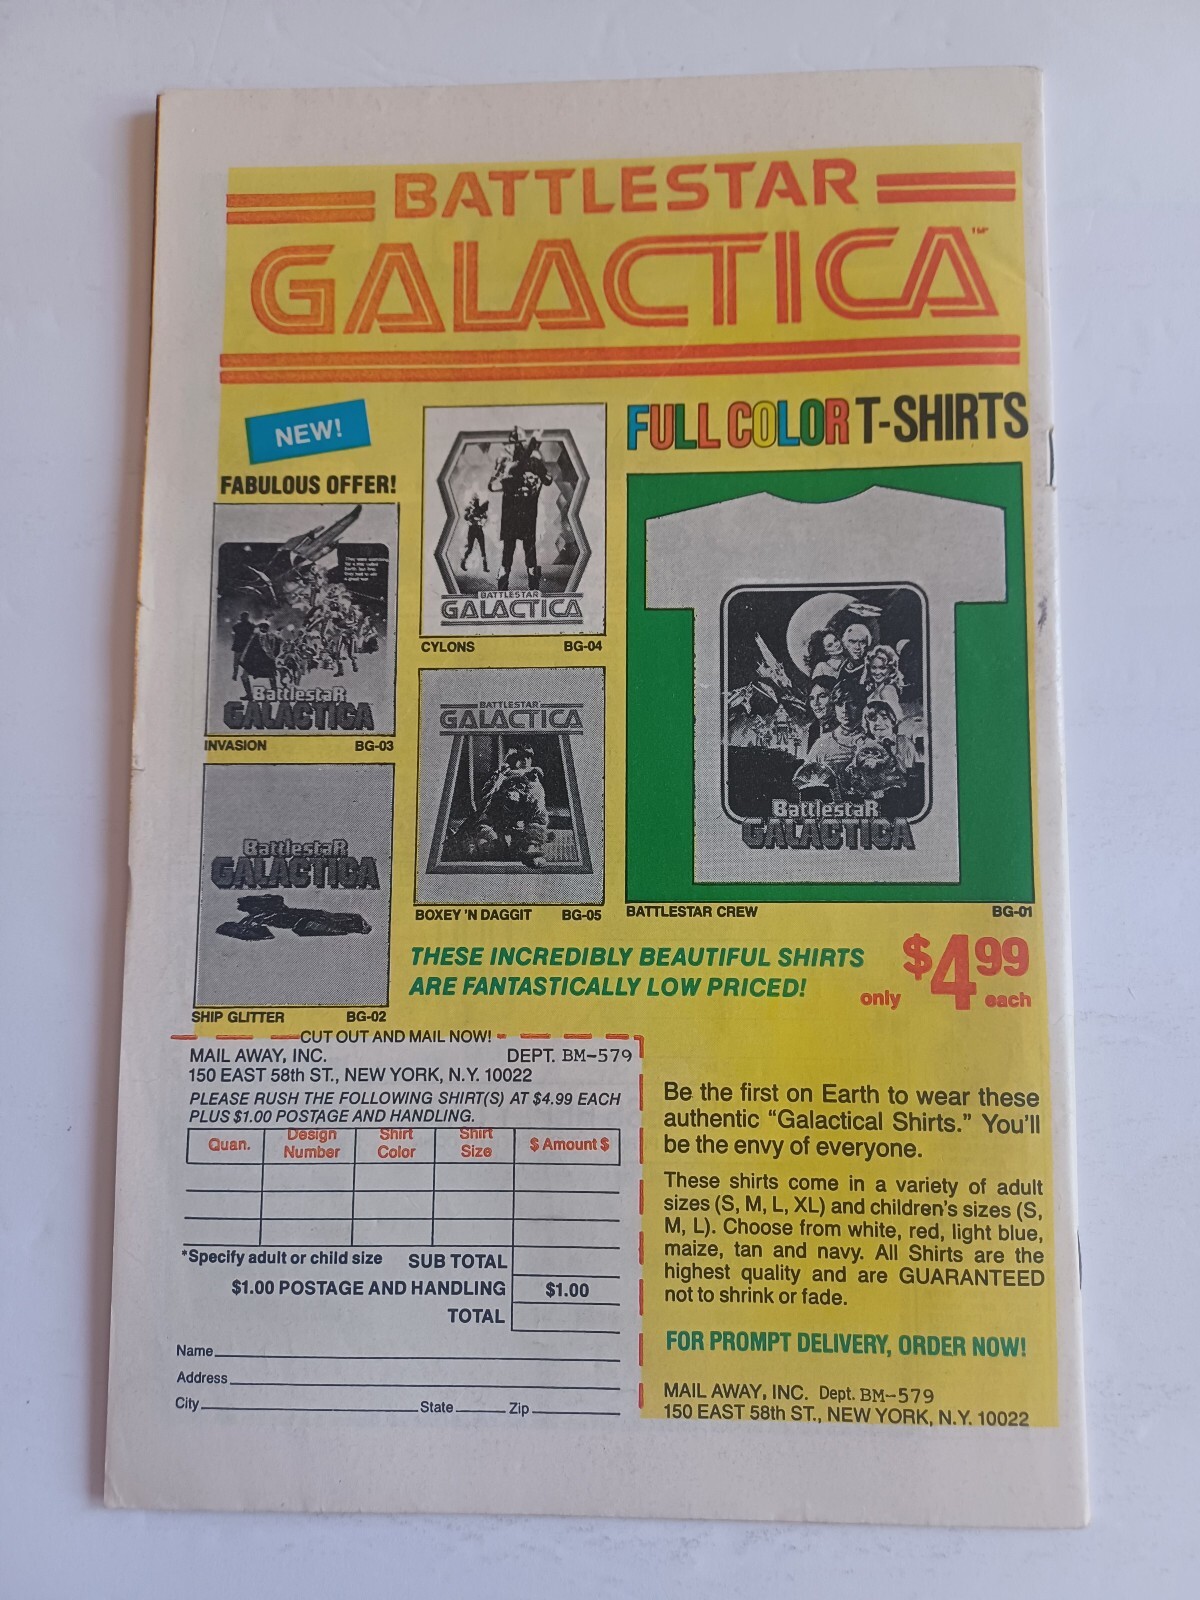 BATTLESTAR
GALACTICA™
NEW!
FABULOUS OFFER!
FULL COLOR T-SHIRTS
BATTLESTAR
GALACTICA
CYLONS BG-04
BattlestaR
GALACTICA
INVASION BG-03
BATTLESTAR
GALACTICA
BOXEY 'N DAGGIT BG-05
BattlestaR
GALACTICA
SHIP GLITTER BG-02
BattlestaR
GALACTICA
BATTLESTAR CREW BG-01
THESE INCREDIBLY BEAUTIFUL SHIRTS
ARE FANTASTICALLY LOW PRICED!
only $4.99 each
CUT OUT AND MAIL NOW!
MAIL AWAY, INC. DEPT. BM-579
150 EAST 58th ST., NEW YORK, N.Y. 10022
PLEASE RUSH THE FOLLOWING SHIRT(S) AT $4.99 EACH
PLUS $1.00 POSTAGE AND HANDLING.
Quan. Design Number Shirt Color Shirt Size $ Amount $
*Specify adult or child size SUB TOTAL
$1.00 POSTAGE AND HANDLING $1.00
TOTAL
Name
Address
City State Zip
Be the first on Earth to wear these
authentic "Galactical Shirts." You'll
be the envy of everyone.
These shirts come in a variety of adult
sizes (S, M, L, XL) and children's sizes (S,
M, L). Choose from white, red, light blue,
maize, tan and navy. All Shirts are the
highest quality and are GUARANTEED
not to shrink or fade.
FOR PROMPT DELIVERY, ORDER NOW!
MAIL AWAY, INC. Dept. BM-579
150 EAST 58th ST., NEW YORK, N.Y. 10022